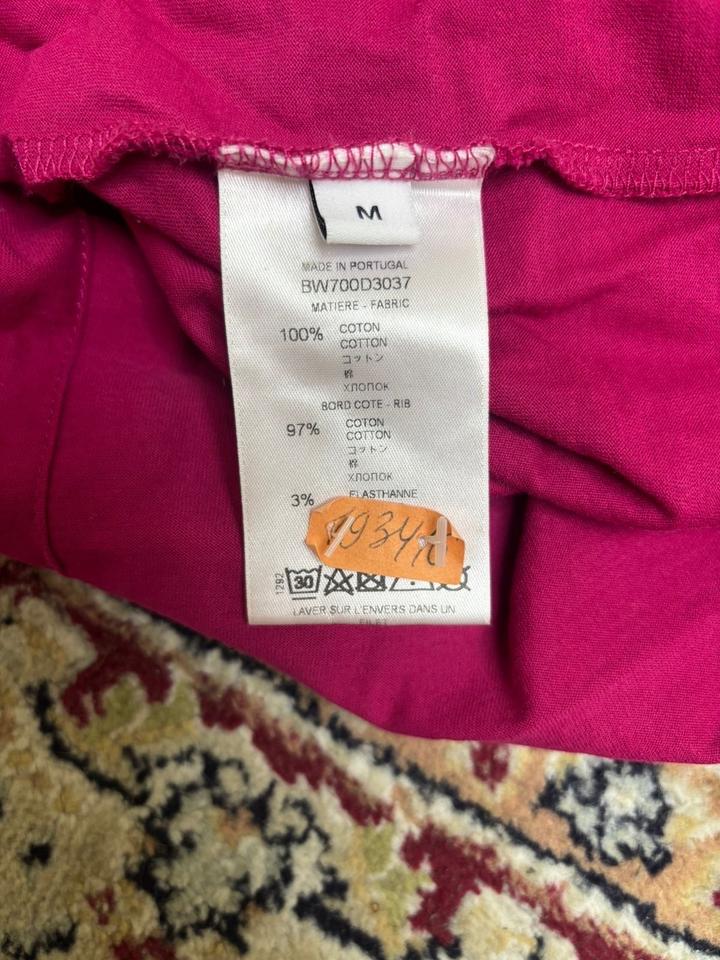 M
MADE IN PORTUGAL
BW700D3037
MATIERE - FABRIC
100% COTON
COTTON
コットン
棉
ХЛОПОК
BORD COTE - RIB
97% COTON
COTTON
コットン
棉
ХЛОПОК
3% ELASTHANNE
1292
30
LAVER SUR L'ENVERS DANS UN
FILET